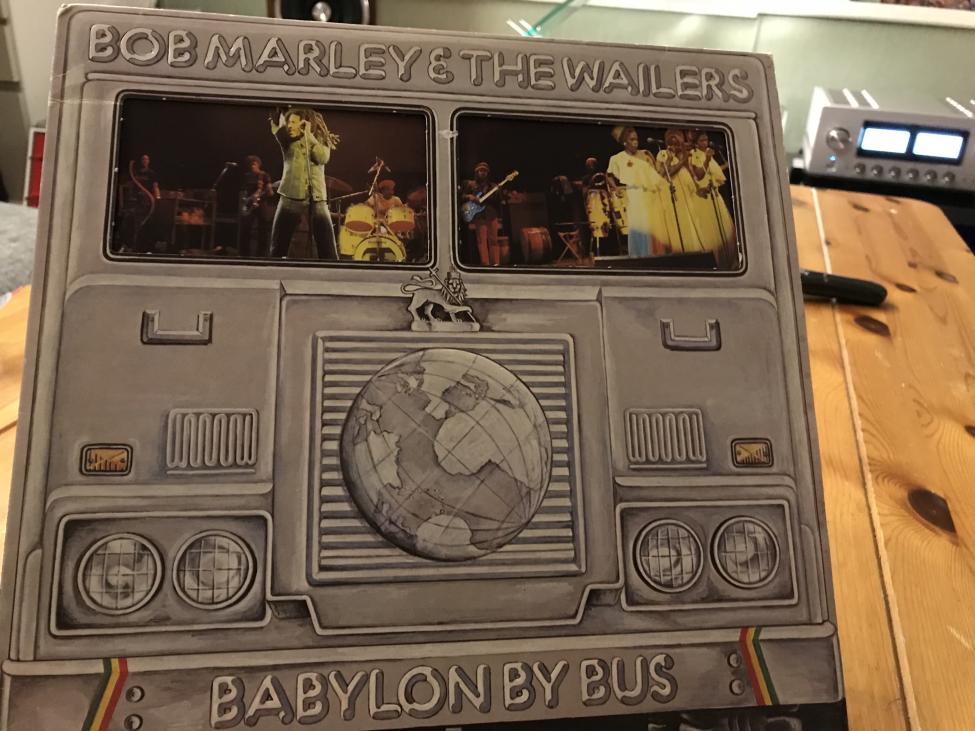 BOB MARLEY & THE WAILERS
BABYLON BY BUS